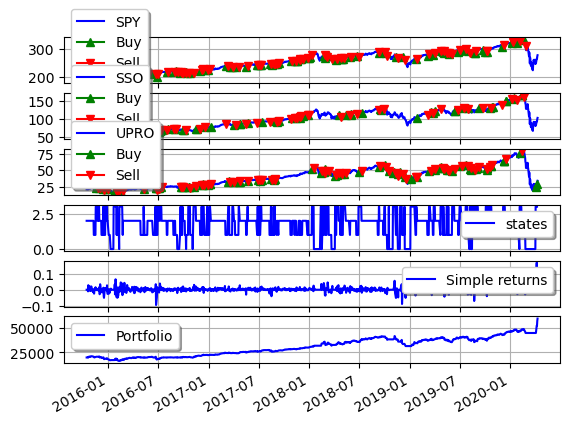 SPY
Buy
Sell
300
200
SSO
Buy
Sell
150
100
50
UPRO
Buy
Sell
75
50
25
states
2.5
0.0
Simple returns
0.1
0.0
−0.1
Portfolio
50000
25000
2016-01
2016-07
2017-01
2017-07
2018-01
2018-07
2019-01
2019-07
2020-01